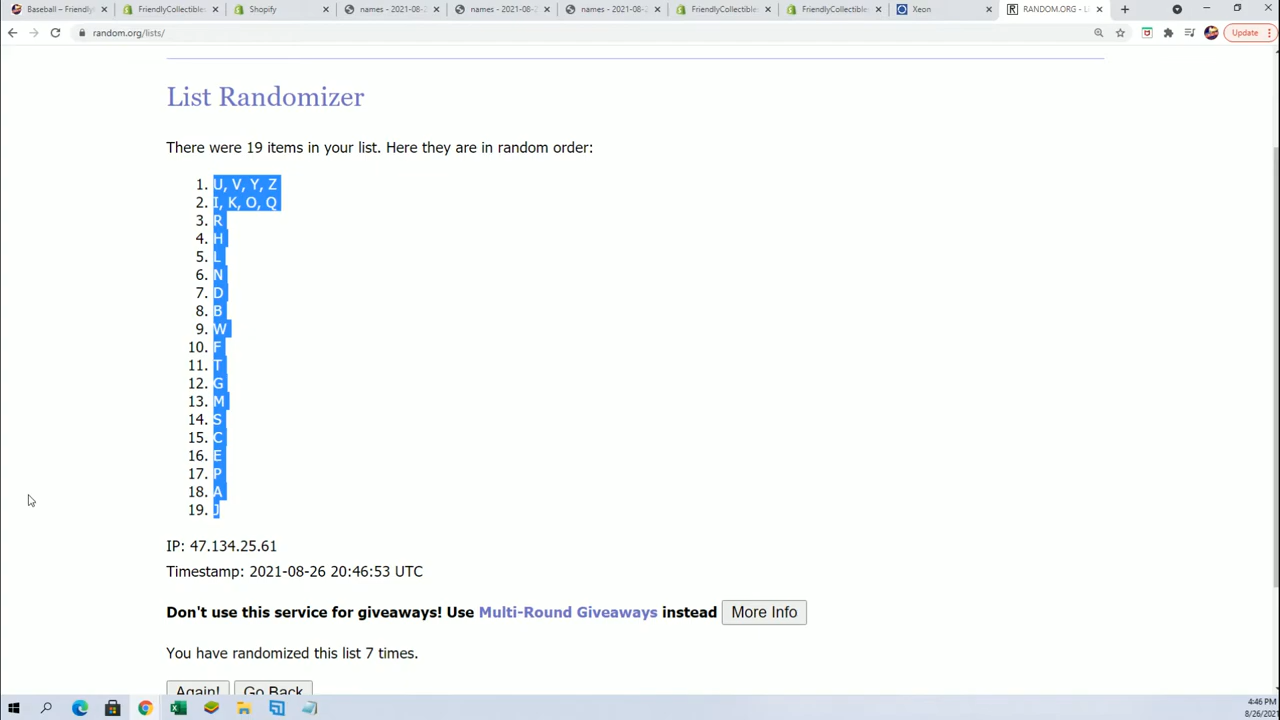 Baseball – Friendly
FriendlyCollectibles
Shopify
names - 2021-08-
names - 2021-08-
names - 2021-08-
FriendlyCollectible
FriendlyCollectible
Xeon
RANDOM.ORG - Li
random.org/lists/
Update
List Randomizer
There were 19 items in your list. Here they are in random order:
1. U, V, Y, Z
2. I, K, O, Q
3. R
4. H
5. L
6. N
7. D
8. B
9. W
10. F
11. T
12. G
13. M
14. S
15. C
16. E
17. P
18. A
19. J
IP: 47.134.25.61
Timestamp: 2021-08-26 20:46:53 UTC
Don't use this service for giveaways! Use Multi-Round Giveaways instead More Info
You have randomized this list 7 times.
Again! Go Back
4:46 PM
8/26/2021